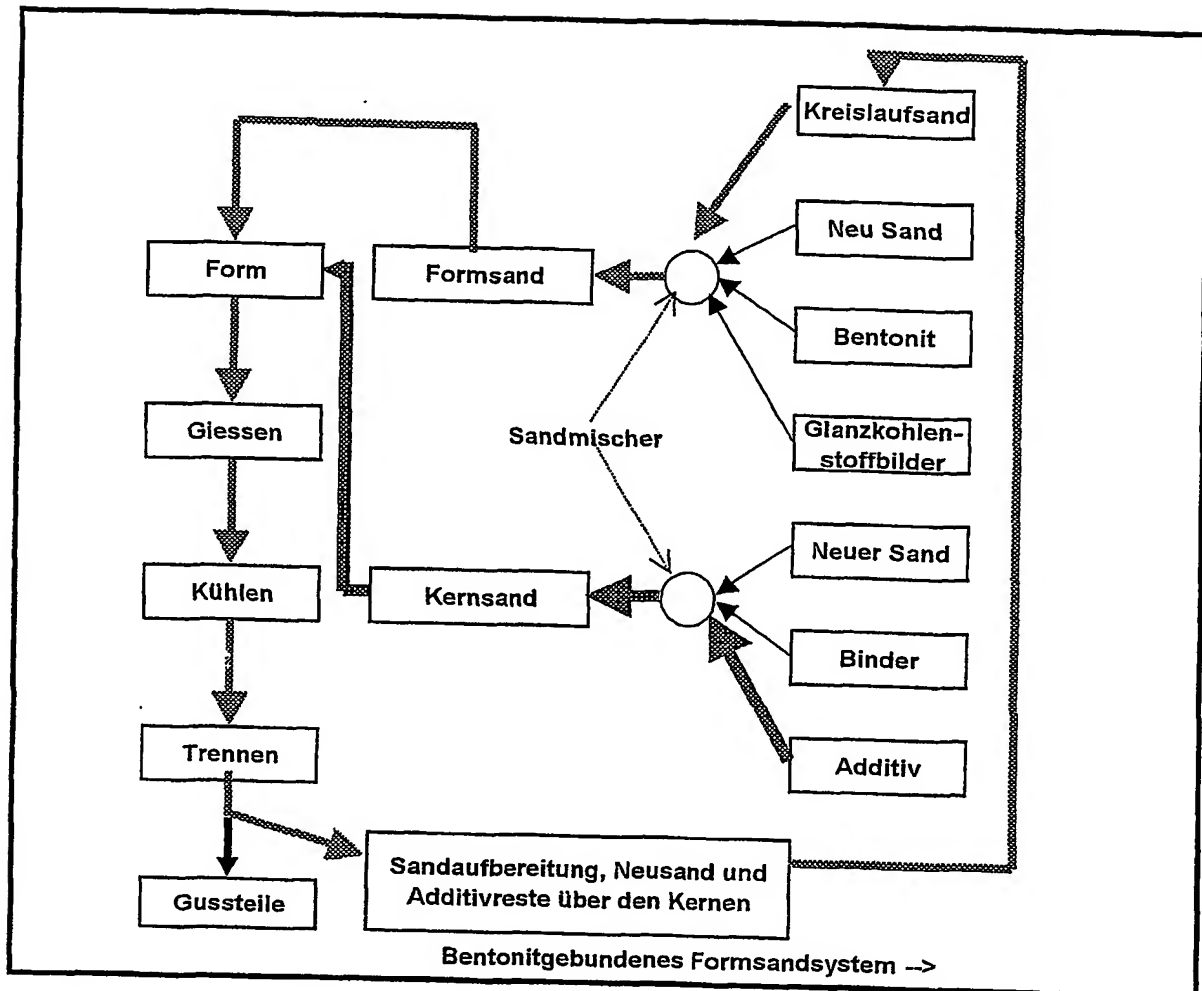 Kreislaufsand
Neu Sand
Form
Formsand
Bentonit
Giessen
Sandmischer
Glanzkohlen-
stoffbilder
Neuer Sand
Kühlen
Kernsand
Binder
Trennen
Additiv
Sandaufbereitung, Neusand und
Additivreste über den Kernen
Gussteile
Bentonitgebundenes Formsandsystem -->